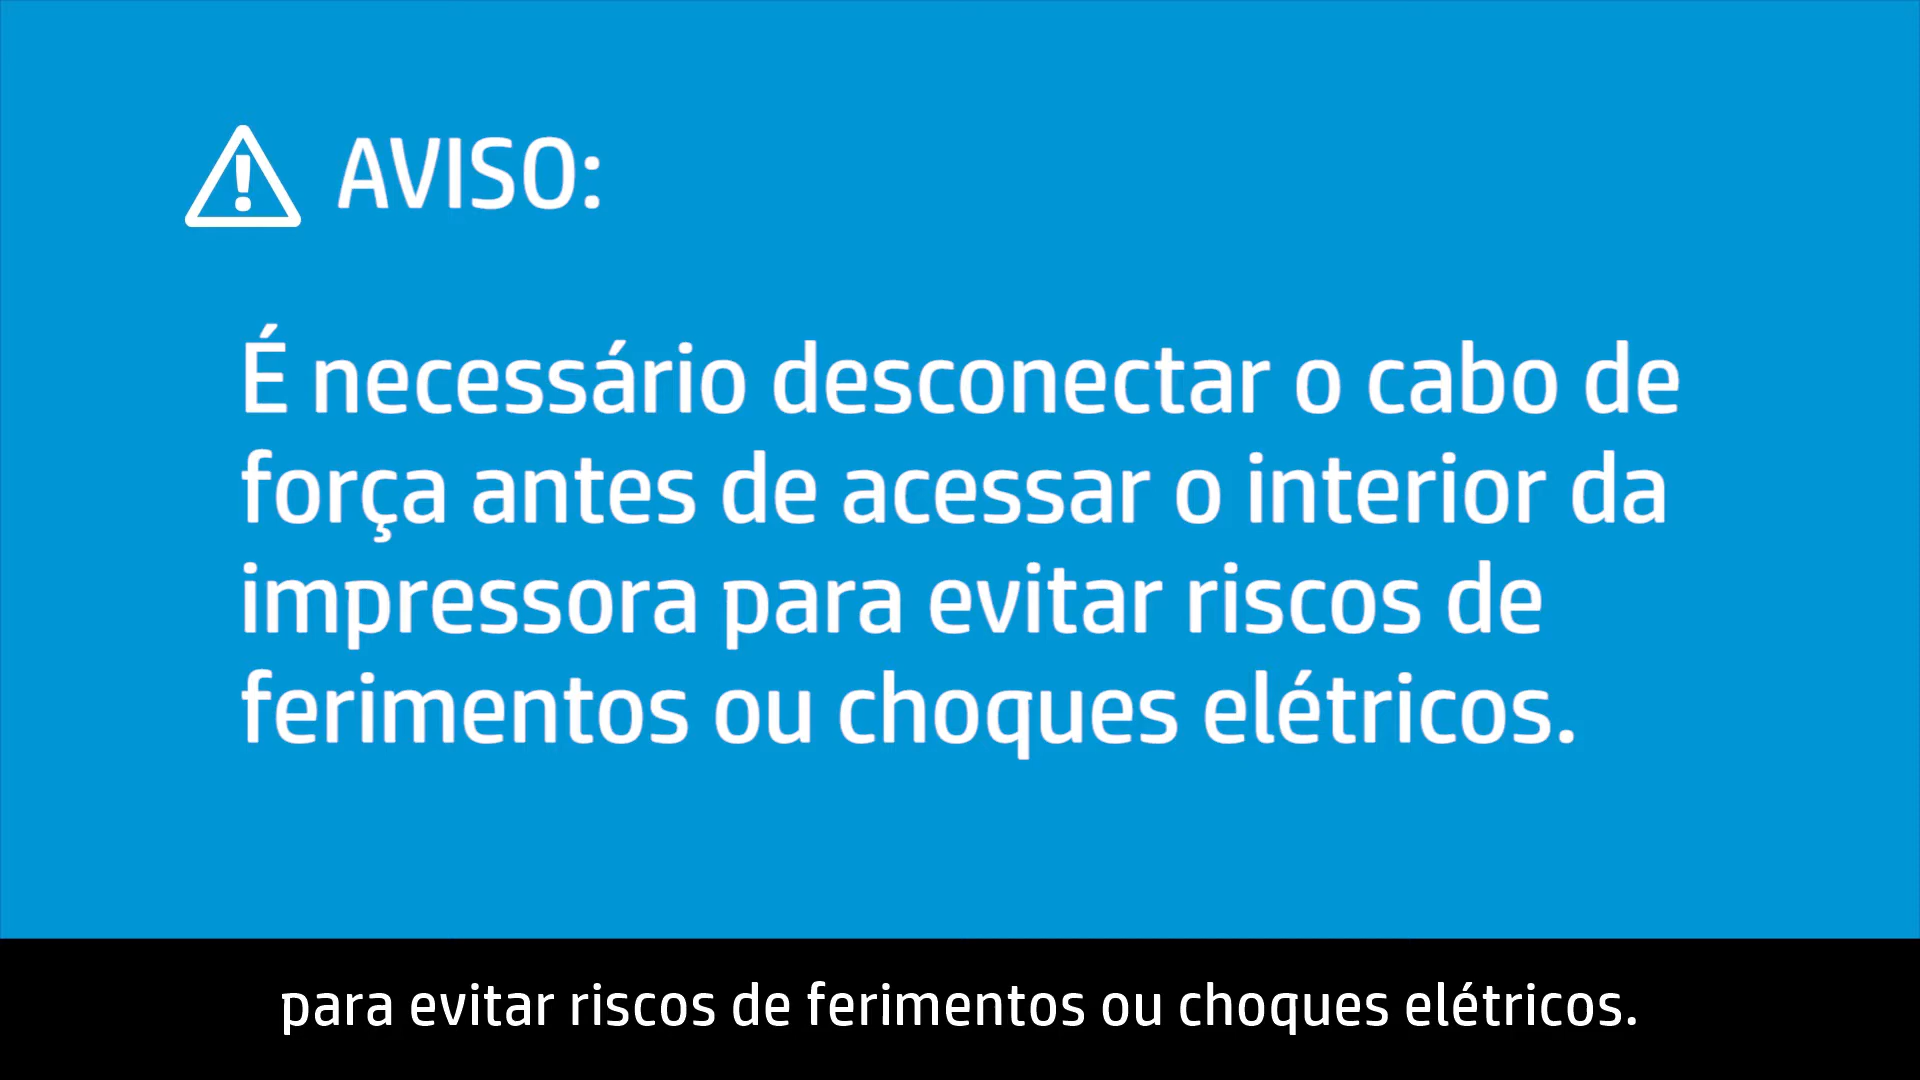 AVISO:
É necessário desconectar o cabo de
força antes de acessar o interior da
impressora para evitar riscos de
ferimentos ou choques elétricos.
para evitar riscos de ferimentos ou choques elétricos.